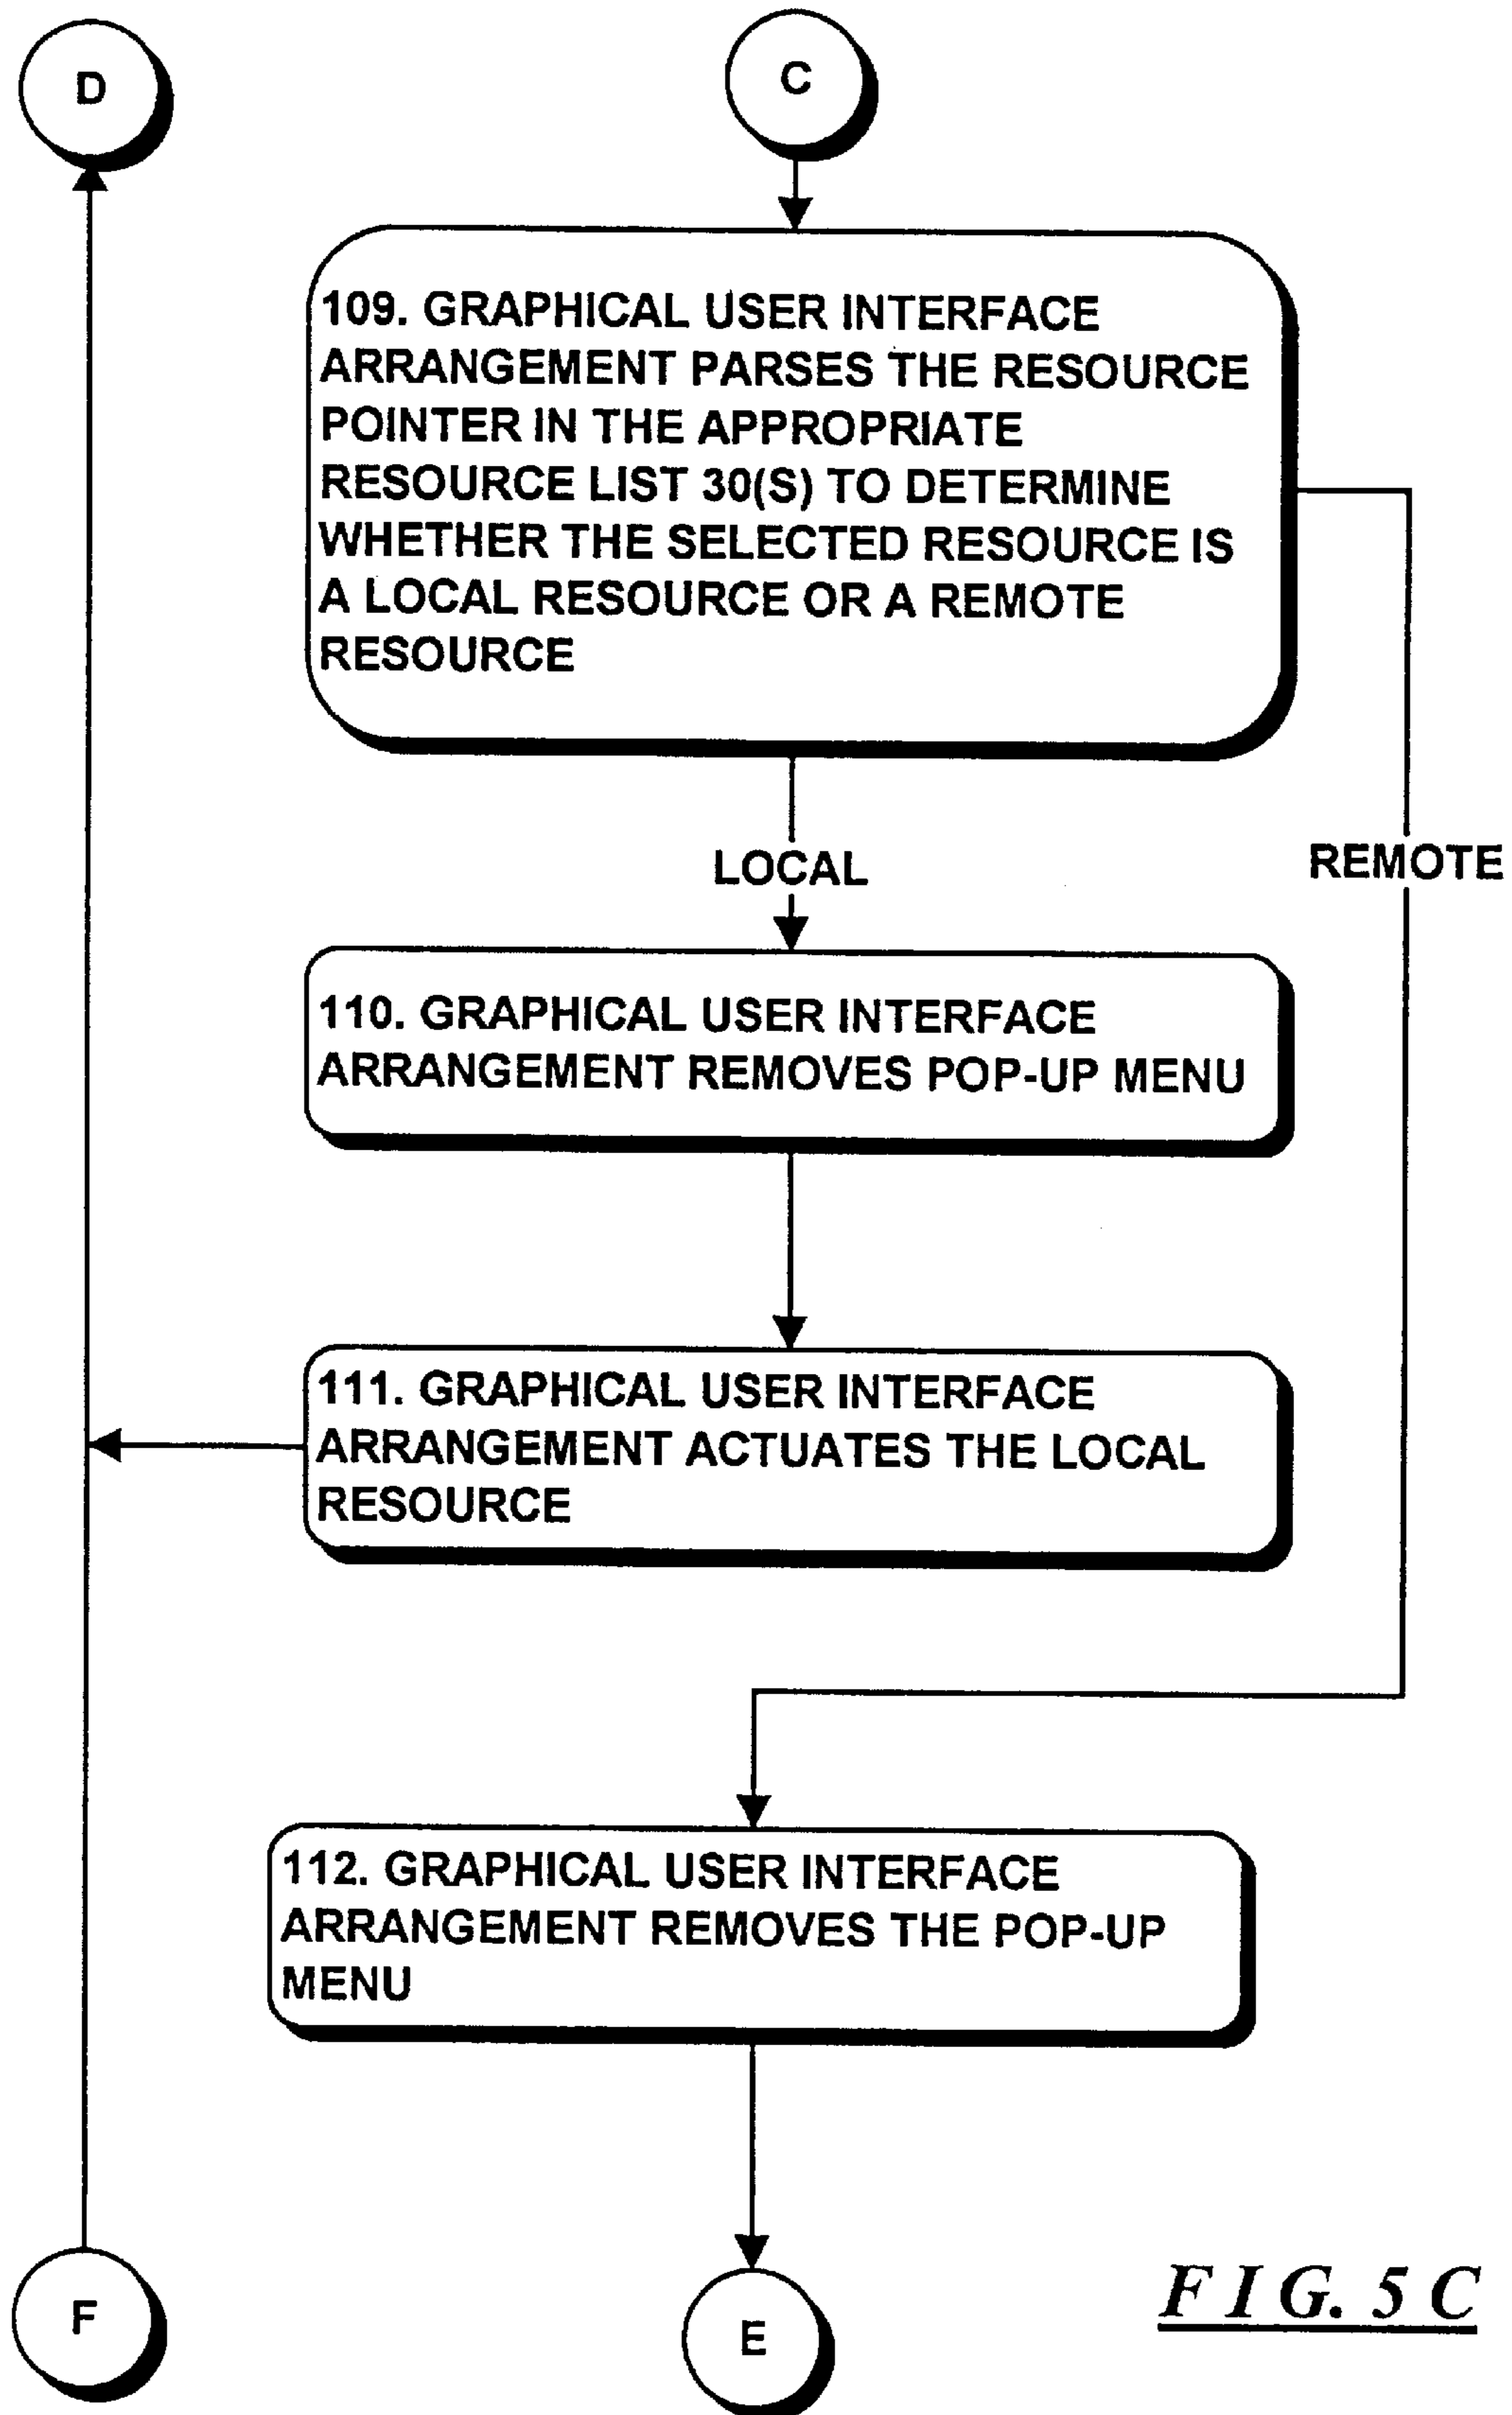 D
C
109. GRAPHICAL USER INTERFACE
ARRANGEMENT PARSES THE RESOURCE
POINTER IN THE APPROPRIATE
RESOURCE LIST 30(S) TO DETERMINE
WHETHER THE SELECTED RESOURCE IS
A LOCAL RESOURCE OR A REMOTE
RESOURCE
LOCAL
REMOTE
110. GRAPHICAL USER INTERFACE
ARRANGEMENT REMOVES POP-UP MENU
111. GRAPHICAL USER INTERFACE
ARRANGEMENT ACTUATES THE LOCAL
RESOURCE
112. GRAPHICAL USER INTERFACE
ARRANGEMENT REMOVES THE POP-UP
MENU
F
E
FIG. 5C